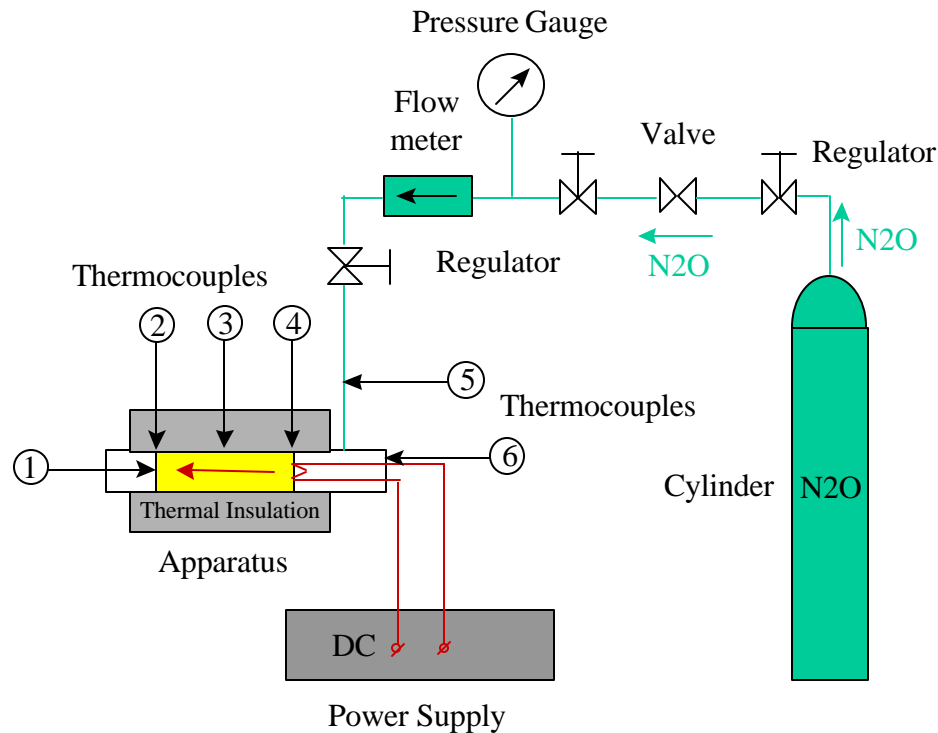 Pressure Gauge
Flow
meter
Valve
Regulator
N2O
N2O
Regulator
Thermocouples
2
3
4
5
Thermocouples
1
6
Thermal Insulation
Cylinder
N2O
Apparatus
DC
Power Supply